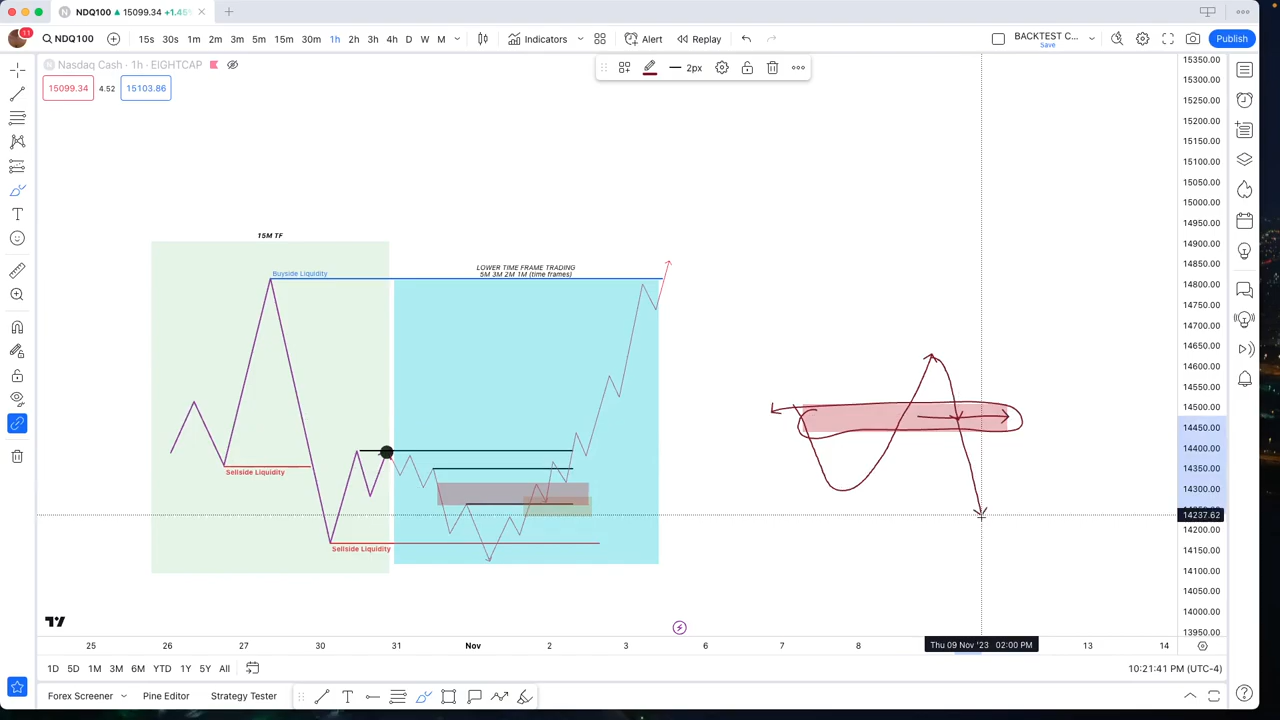 NDQ100 ▲ 15099.34 +1.45%
11 NDQ100 15s 30s 1m 2m 3m 5m 15m 30m 1h 2h 3h 4h D W M Indicators Alert Replay BACKTEST C... Save Publish
Nasdaq Cash · 1h · EIGHTCAP
2px
15099.34 4.52 15103.86
15350.00
15300.00
15250.00
15200.00
15150.00
15100.00
15050.00
15000.00
14950.00
14900.00
14850.00
14800.00
14750.00
14700.00
14650.00
14600.00
14550.00
14500.00
14450.00
14400.00
14350.00
14300.00
14237.62
14200.00
14150.00
14100.00
14050.00
14000.00
13950.00
15M TF
LOWER TIME FRAME TRADING
5M 3M 2M 1M (time frames)
Buyside Liquidity
Sellside Liquidity
Sellside Liquidity
25 26 27 30 31 Nov 2 3 6 7 8 Thu 09 Nov '23 02:00 PM 13 14
1D 5D 1M 3M 6M YTD 1Y 5Y All 10:21:41 PM (UTC-4)
Forex Screener Pine Editor Strategy Tester